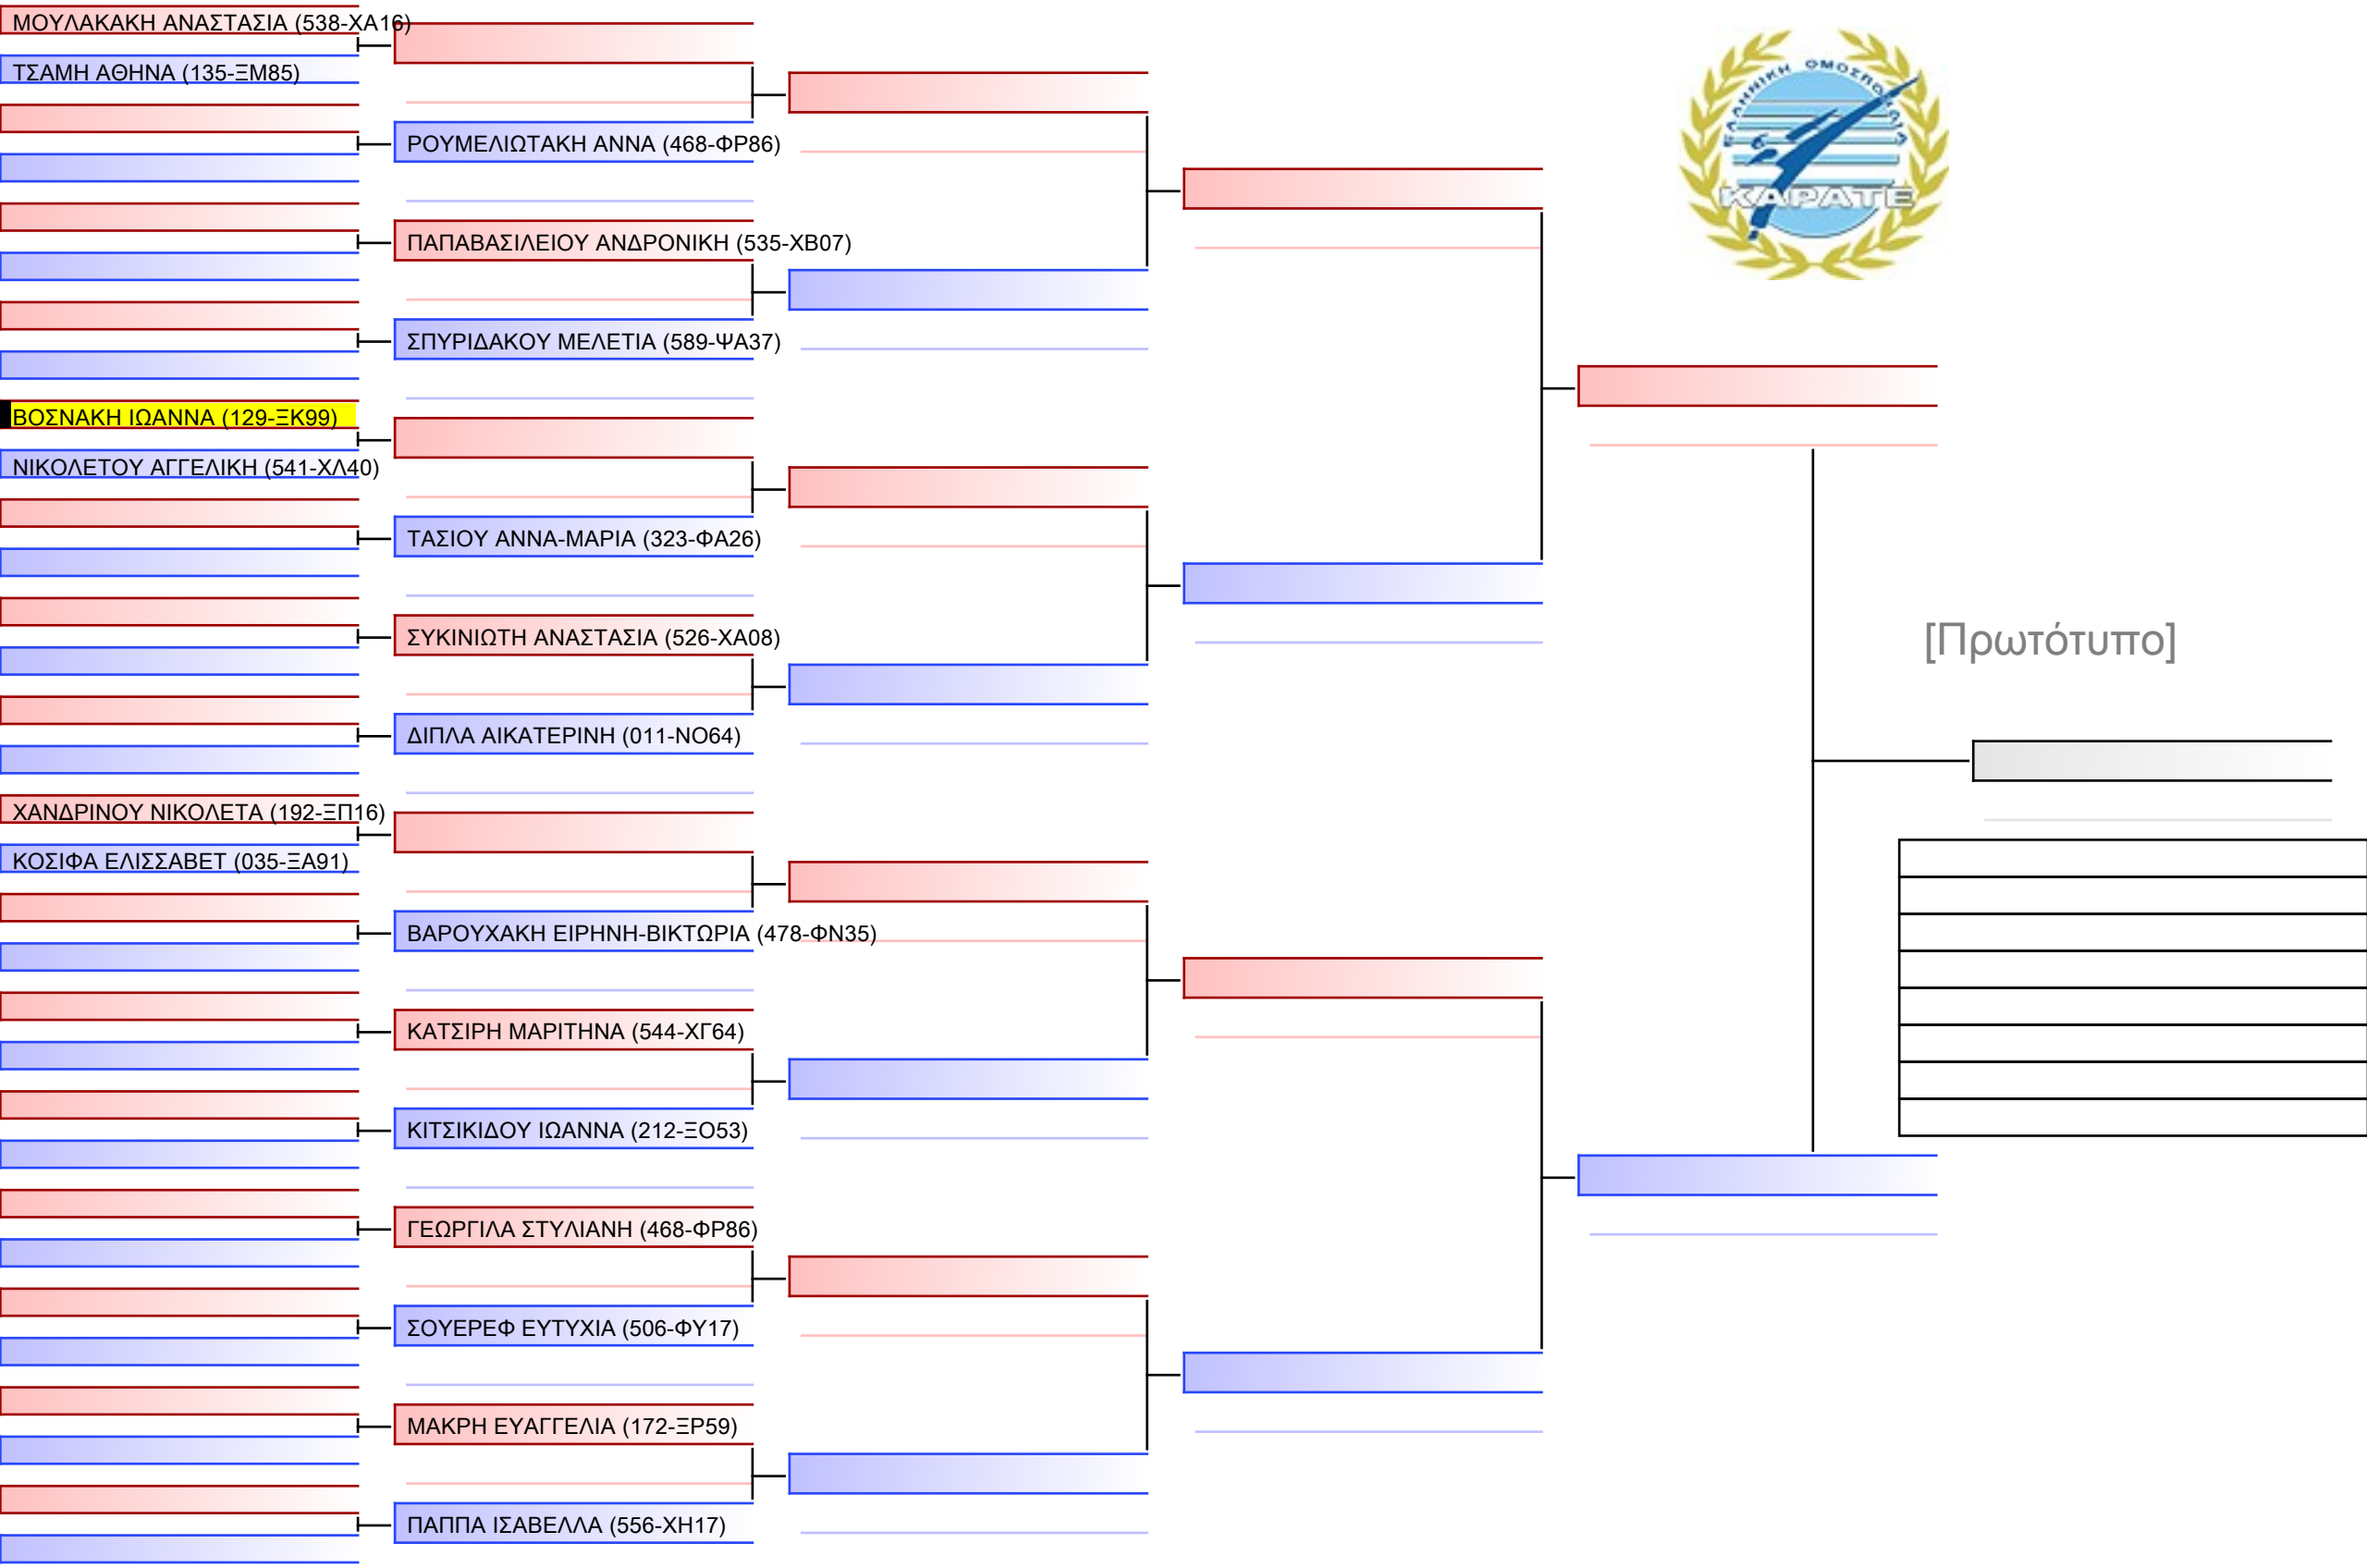 ΜΟΥΛΑΚΑΚΗ ΑΝΑΣΤΑΣΙΑ (538-ΧΑ16)
ΤΣΑΜΗ ΑΘΗΝΑ (135-ΞΜ85)
ΡΟΥΜΕΛΙΩΤΑΚΗ ΑΝΝΑ (468-ΦΡ86)
ΠΑΠΑΒΑΣΙΛΕΙΟΥ ΑΝΔΡΟΝΙΚΗ (535-ΧΒ07)
ΣΠΥΡΙΔΑΚΟΥ ΜΕΛΕΤΙΑ (589-ΨΑ37)
ΒΟΣΝΑΚΗ ΙΩΑΝΝΑ (129-ΞΚ99)
ΝΙΚΟΛΕΤΟΥ ΑΓΓΕΛΙΚΗ (541-ΧΛ40)
ΤΑΣΙΟΥ ΑΝΝΑ-ΜΑΡΙΑ (323-ΦΑ26)
ΣΥΚΙΝΙΩΤΗ ΑΝΑΣΤΑΣΙΑ (526-ΧΑ08)
ΔΙΠΛΑ ΑΙΚΑΤΕΡΙΝΗ (011-ΝΟ64)
ΧΑΝΔΡΙΝΟΥ ΝΙΚΟΛΕΤΑ (192-ΞΠ16)
ΚΟΣΙΦΑ ΕΛΙΣΣΑΒΕΤ (035-ΞΑ91)
ΒΑΡΟΥΧΑΚΗ ΕΙΡΗΝΗ-ΒΙΚΤΩΡΙΑ (478-ΦΝ35)
ΚΑΤΣΙΡΗ ΜΑΡΙΤΗΝΑ (544-ΧΓ64)
ΚΙΤΣΙΚΙΔΟΥ ΙΩΑΝΝΑ (212-ΞΟ53)
ΓΕΩΡΓΙΛΑ ΣΤΥΛΙΑΝΗ (468-ΦΡ86)
ΣΟΥΕΡΕΦ ΕΥΤΥΧΙΑ (506-ΦΥ17)
ΜΑΚΡΗ ΕΥΑΓΓΕΛΙΑ (172-ΞΡ59)
ΠΑΠΠΑ ΙΣΑΒΕΛΛΑ (556-ΧΗ17)
ΕΛΛΗΝΙΚΗ ΟΜΟΣΠΟΝΔΙΑ
ΚΑΡΑΤΕ
[Πρωτότυπο]